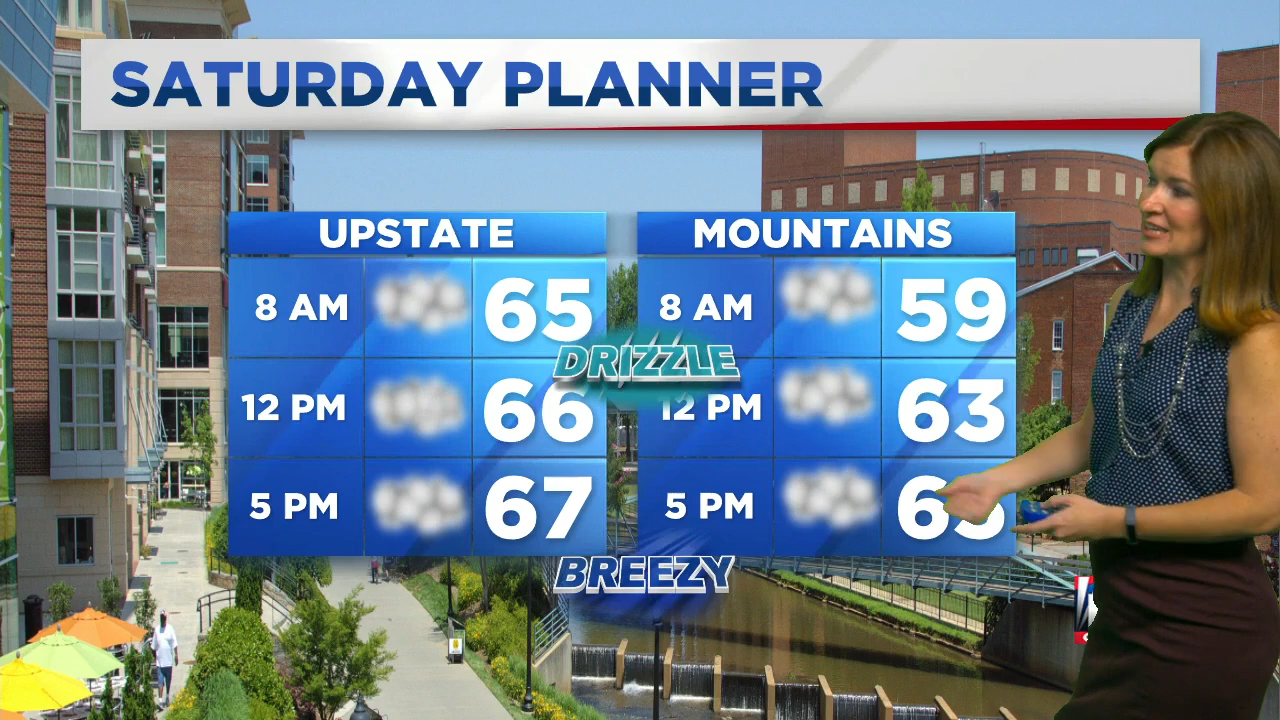 SATURDAY PLANNER
UPSTATE
8 AM 65
12 PM 66
5 PM 67
MOUNTAINS
8 AM 59
12 PM 63
5 PM
DRIZZLE
BREEZY